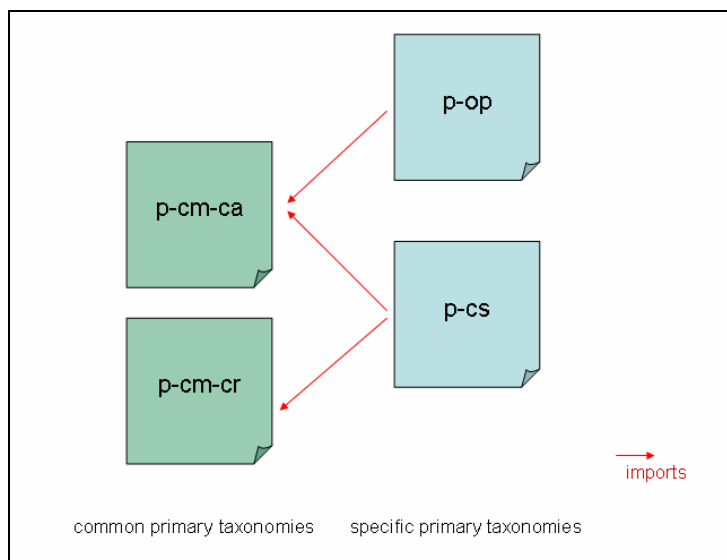 p-op
p-cm-ca
p-cs
p-cm-cr
imports
common primary taxonomies
specific primary taxonomies